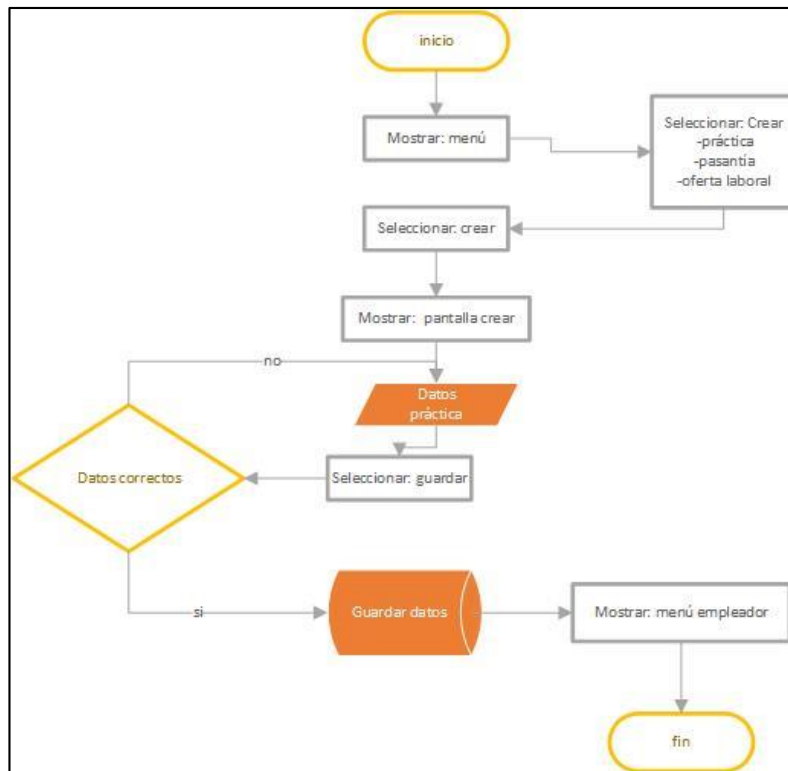 inicio
Mostrar: menú
Seleccionar: Crear
-práctica
-pasantía
-oferta laboral
Seleccionar: crear
Mostrar:  pantalla crear
no
Datos
práctica
Datos correctos
Seleccionar: guardar
si
Guardar datos
Mostrar: menú empleador
fin